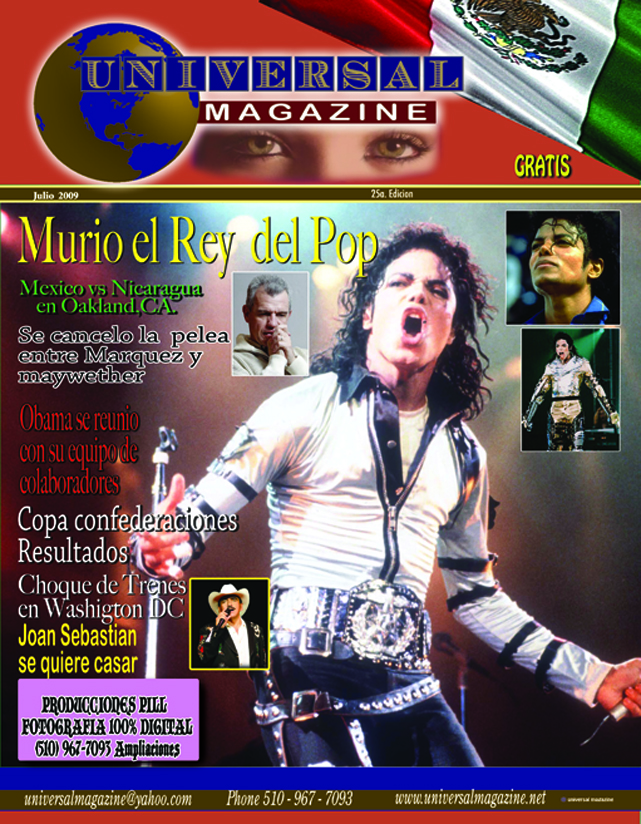 UNIVERSAL
MAGAZINE
GRATIS
Julio 2009
25a. Edicion
Murio el Rey del Pop
Mexico vs Nicaragua
en Oakland,CA.
Se cancelo la pelea
entre Marquez y
maywether
Obama se reunio
con su equipo de
colaboradores
Copa confederaciones
Resultados
Choque de Trenes
en Washigton DC
Joan Sebastian
se quiere casar
PRODUCCIONES PILL
FOTOGRAFIA 100% DIGITAL
(510) 967-7093 Ampliaciones
universalmagazine@yahoo.com
Phone 510 - 967 - 7093
www.universalmagazine.net
universal magazine